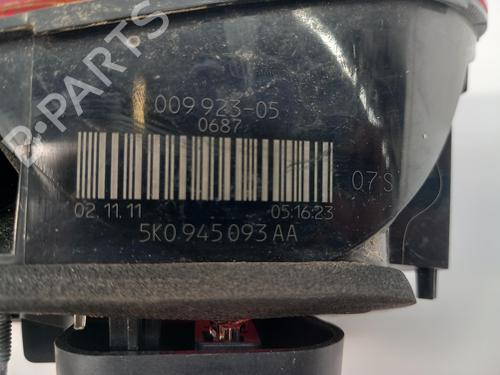 B-PARTS
009 923-05
0687
07 S
02.11.11 05:16:23
5K0 945 093 AA